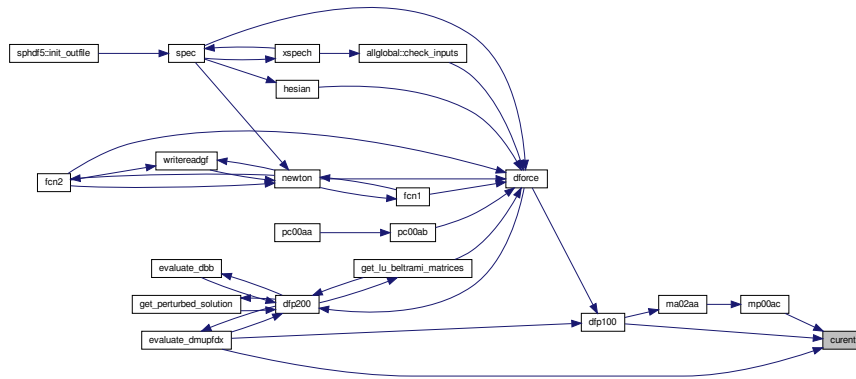 sphdf5::init_outfile
spec
xspech
allglobal::check_inputs
hesian
writereadgf
fcn2
newton
fcn1
dforce
pc00aa
pc00ab
evaluate_dbb
get_lu_beltrami_matrices
get_perturbed_solution
dfp200
evaluate_dmupfdx
dfp100
ma02aa
mp00ac
curent